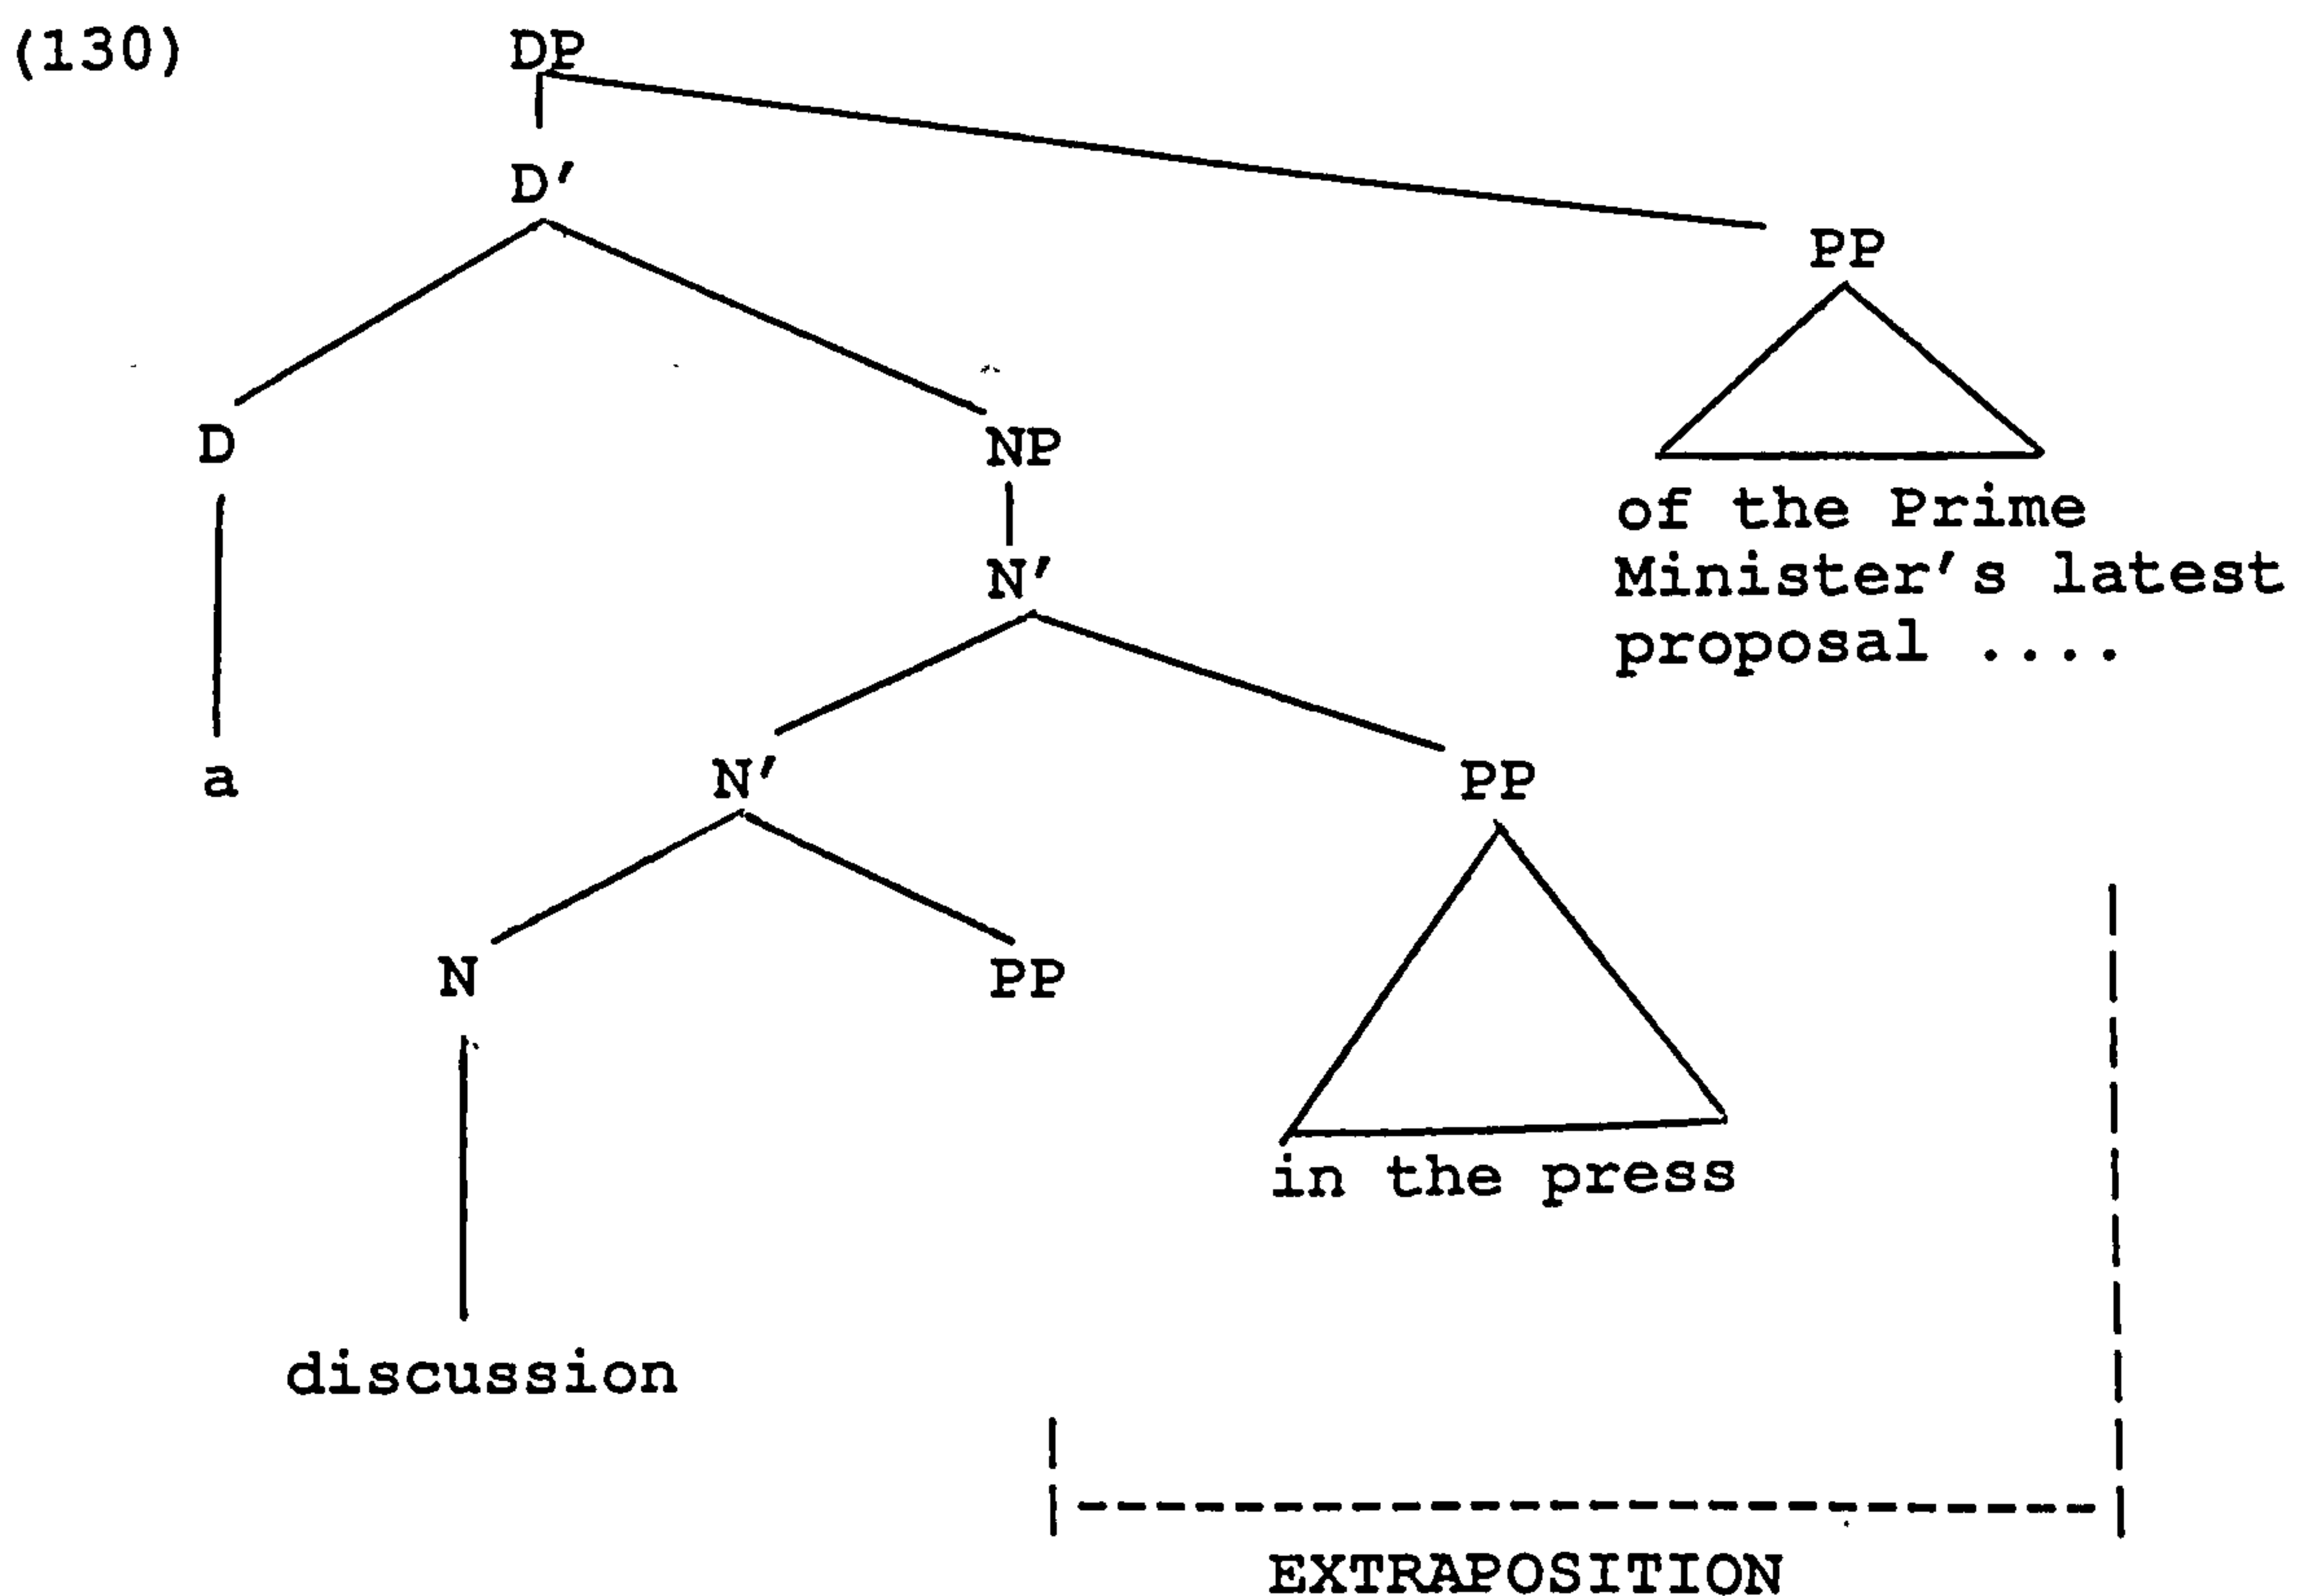 (130) DP
D'
PP
D NP
of the Prime
Minister's latest
proposal ....
N'
a N' PP
N PP
in the press
discussion
EXTRAPOSITION